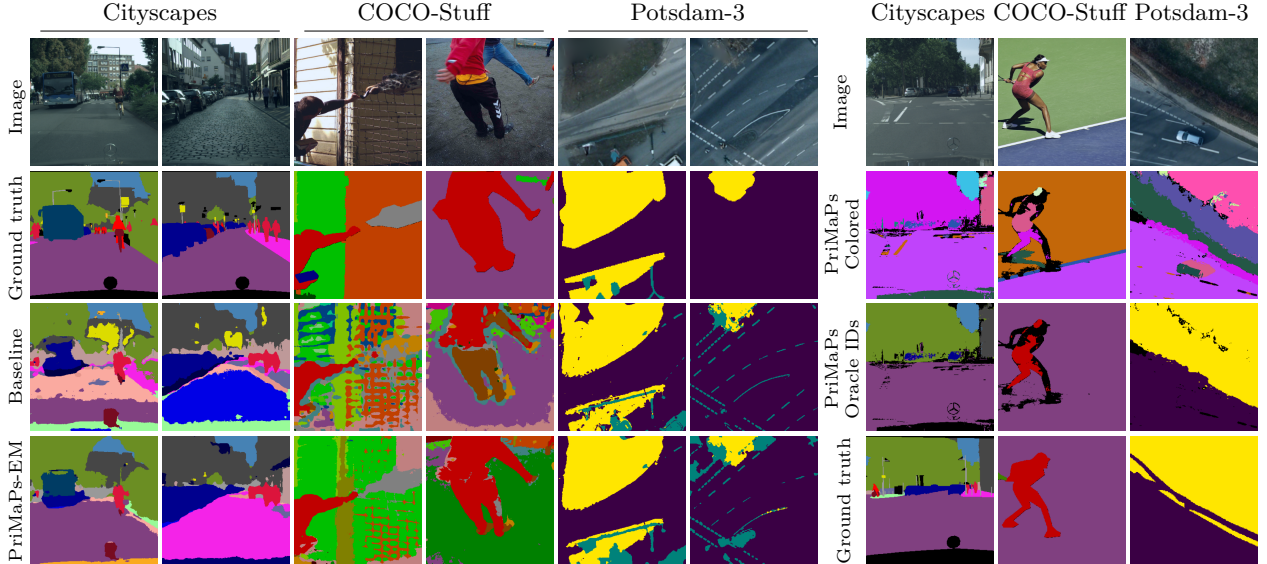 Cityscapes COCO-Stuff Potsdam-3 Cityscapes COCO-Stuff Potsdam-3
Image
Ground truth
Baseline
PriMaPs-EM
Image
PriMaPs
Colored
PriMaPs
Oracle IDs
Ground truth